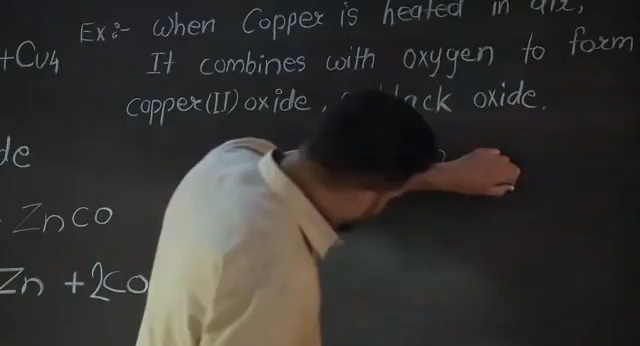 Ex:- When Copper is heated in air,
It combines with oxygen to form
copper(II) oxide, black oxide.
+Cu4
de
ZnCO
Zn + 2CO